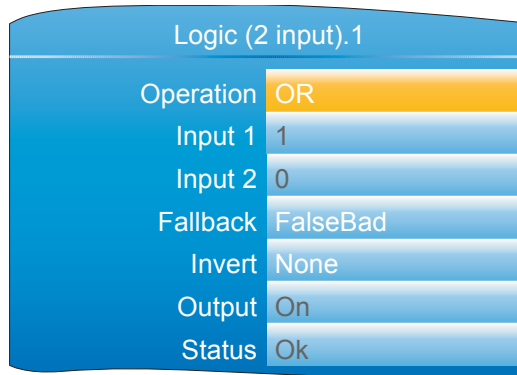 Logic (2 input).1
Operation OR
Input 1 1
Input 2 0
Fallback FalseBad
Invert None
Output On
Status Ok